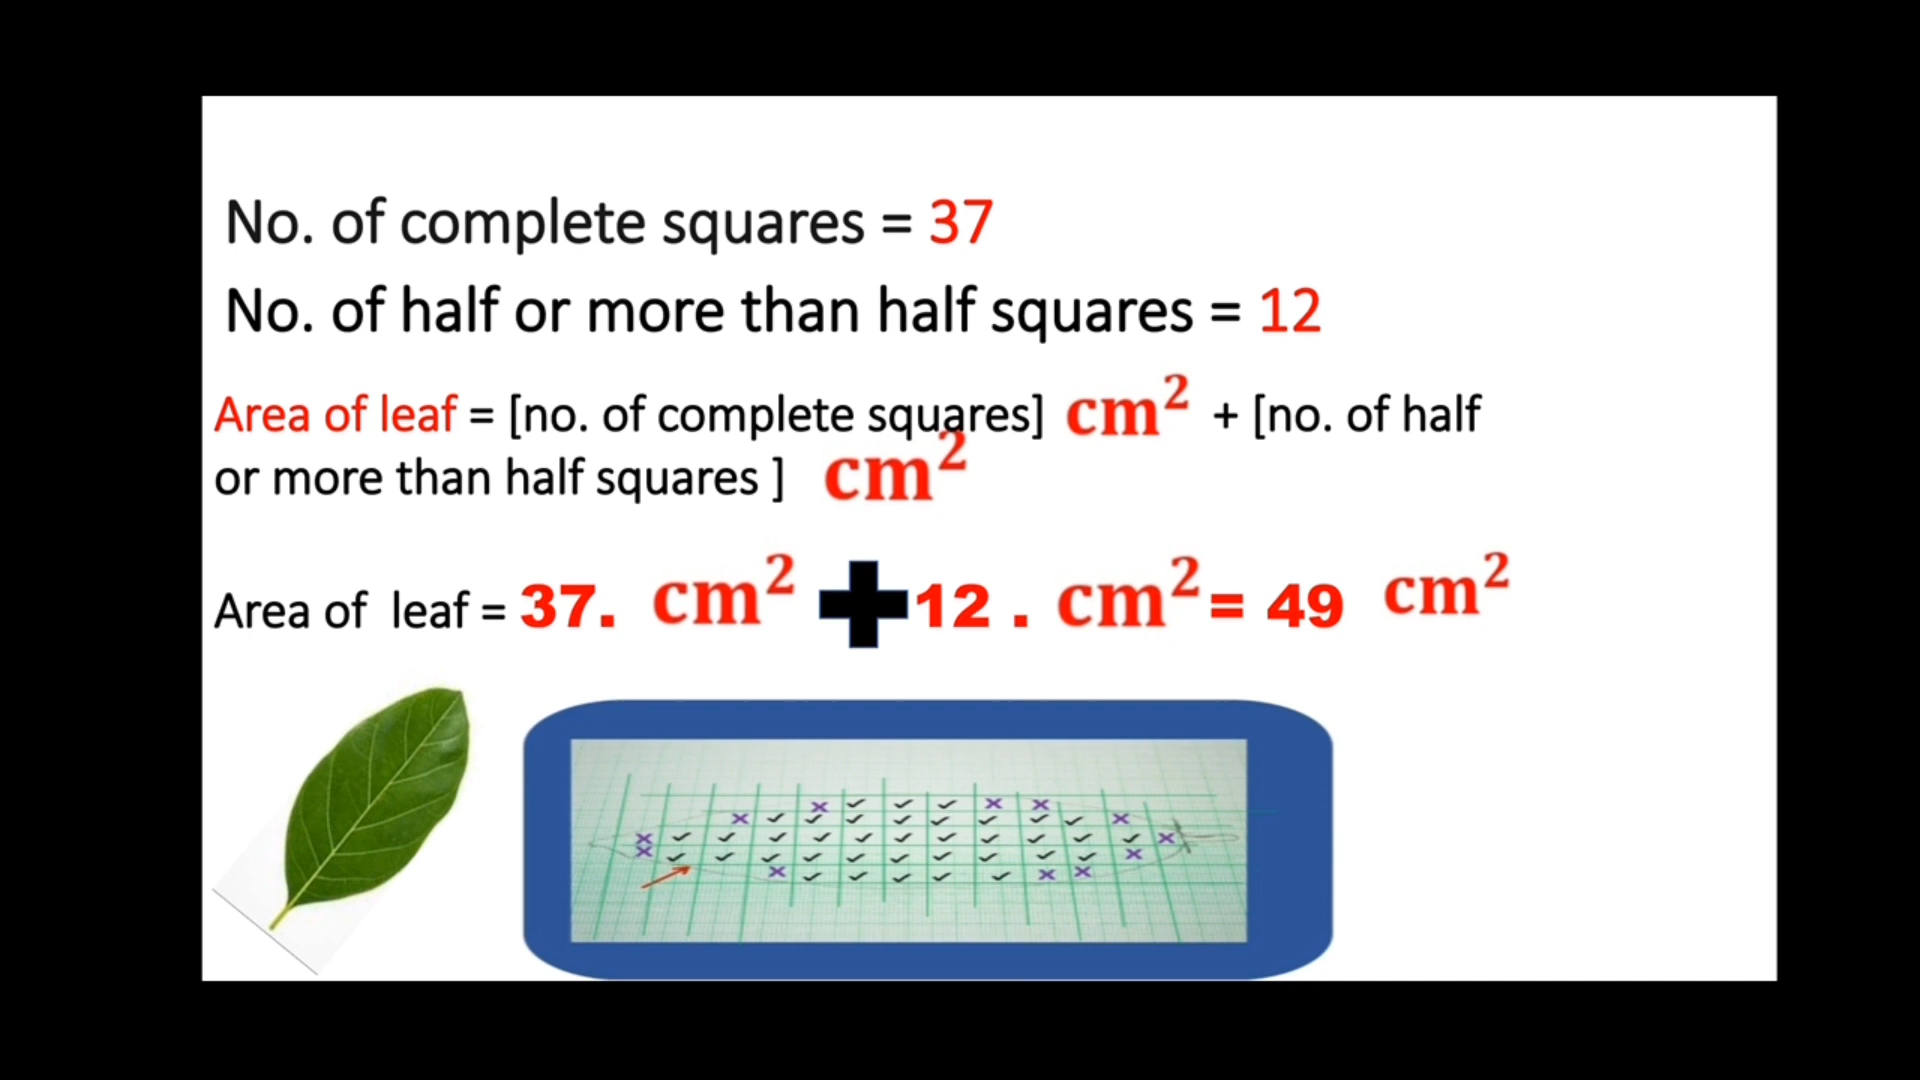 No. of complete squares = 37
No. of half or more than half squares = 12
Area of leaf = [no. of complete squares] cm² + [no. of half
or more than half squares ] cm²
Area of leaf = 37. cm² + 12 . cm² = 49 cm²